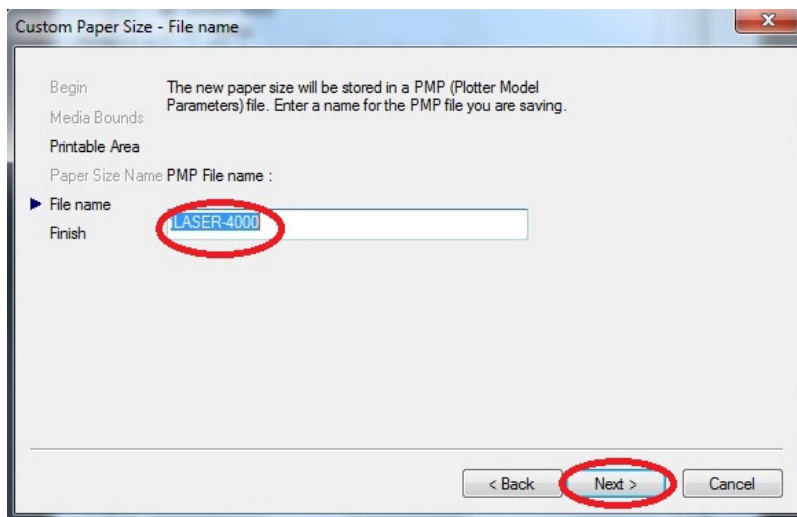 Custom Paper Size - File name
Begin
Media Bounds
Printable Area
Paper Size Name
File name
Finish
The new paper size will be stored in a PMP (Plotter Model
Parameters) file. Enter a name for the PMP file you are saving.
PMP File name :
LASER-4000
< Back
Next >
Cancel